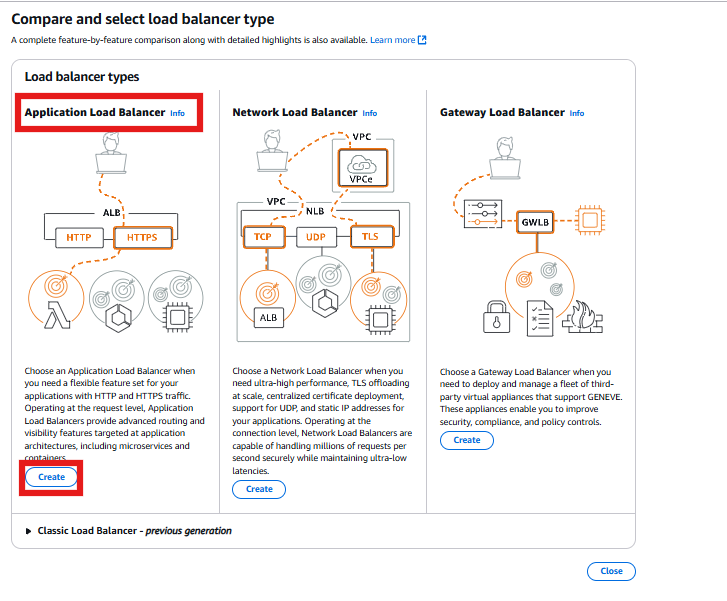 Compare and select load balancer type
A complete feature-by-feature comparison along with detailed highlights is also available. Learn more
Load balancer types
Application Load Balancer Info
ALB
HTTP
HTTPS
Choose an Application Load Balancer when
you need a flexible feature set for your
applications with HTTP and HTTPS traffic.
Operating at the request level, Application
Load Balancers provide advanced routing and
visibility features targeted at application
architectures, including microservices and
containers.
Create
Network Load Balancer Info
VPC
VPCe
VPC
NLB
TCP
UDP
TLS
ALB
Choose a Network Load Balancer when you
need ultra-high performance, TLS offloading
at scale, centralized certificate deployment,
support for UDP, and static IP addresses for
your applications. Operating at the
connection level, Network Load Balancers are
capable of handling millions of requests per
second securely while maintaining ultra-low
latencies.
Create
Gateway Load Balancer Info
GWLB
Choose a Gateway Load Balancer when you
need to deploy and manage a fleet of third-
party virtual appliances that support GENEVE.
These appliances enable you to improve
security, compliance, and policy controls.
Create
Classic Load Balancer - previous generation
Close